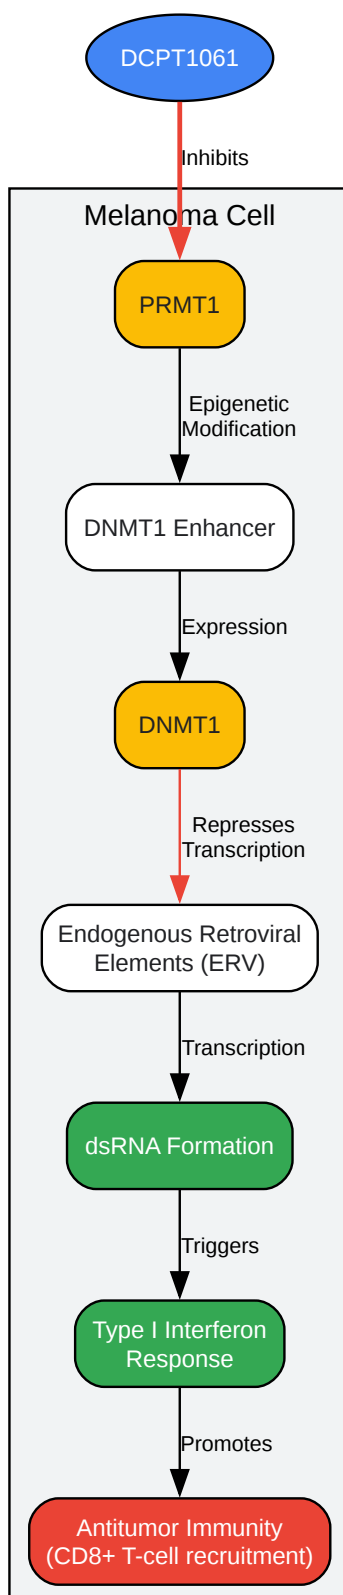 DCPT1061
Inhibits
Melanoma Cell
PRMT1
Epigenetic
Modification
DNMT1 Enhancer
Expression
DNMT1
Represses
Transcription
Endogenous Retroviral
Elements (ERV)
Transcription
dsRNA Formation
Triggers
Type I Interferon
Response
Promotes
Antitumor Immunity
(CD8+ T-cell recruitment)